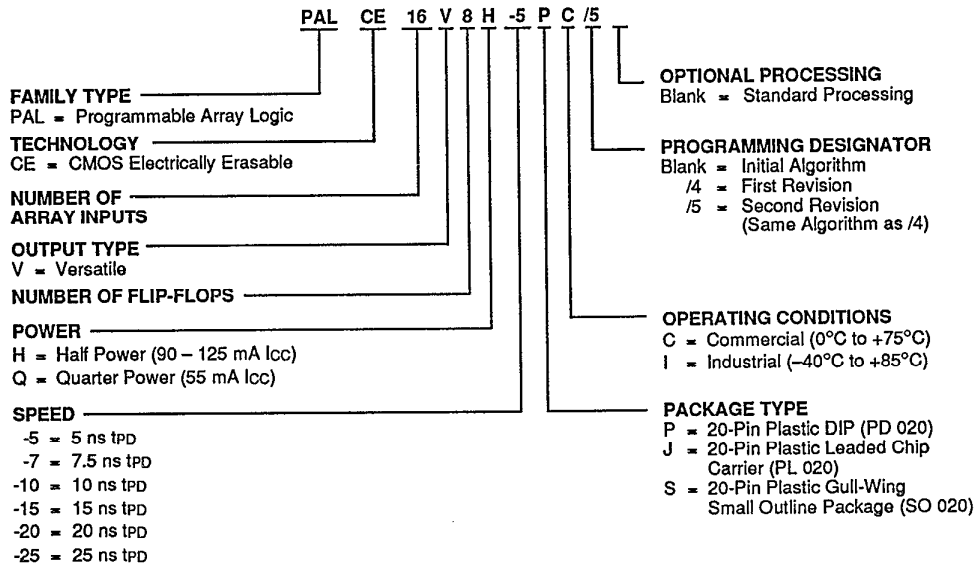 PAL CE 16 V 8 H -5 P C /5
FAMILY TYPE
PAL = Programmable Array Logic
TECHNOLOGY
CE = CMOS Electrically Erasable
NUMBER OF
ARRAY INPUTS
OUTPUT TYPE
V = Versatile
NUMBER OF FLIP-FLOPS
POWER
H = Half Power (90 – 125 mA ICC)
Q = Quarter Power (55 mA ICC)
SPEED
-5 = 5 ns tPD
-7 = 7.5 ns tPD
-10 = 10 ns tPD
-15 = 15 ns tPD
-20 = 20 ns tPD
-25 = 25 ns tPD
OPTIONAL PROCESSING
Blank = Standard Processing
PROGRAMMING DESIGNATOR
Blank = Initial Algorithm
/4 = First Revision
/5 = Second Revision
(Same Algorithm as /4)
OPERATING CONDITIONS
C = Commercial (0°C to +75°C)
I = Industrial (–40°C to +85°C)
PACKAGE TYPE
P = 20-Pin Plastic DIP (PD 020)
J = 20-Pin Plastic Leaded Chip
Carrier (PL 020)
S = 20-Pin Plastic Gull-Wing
Small Outline Package (SO 020)